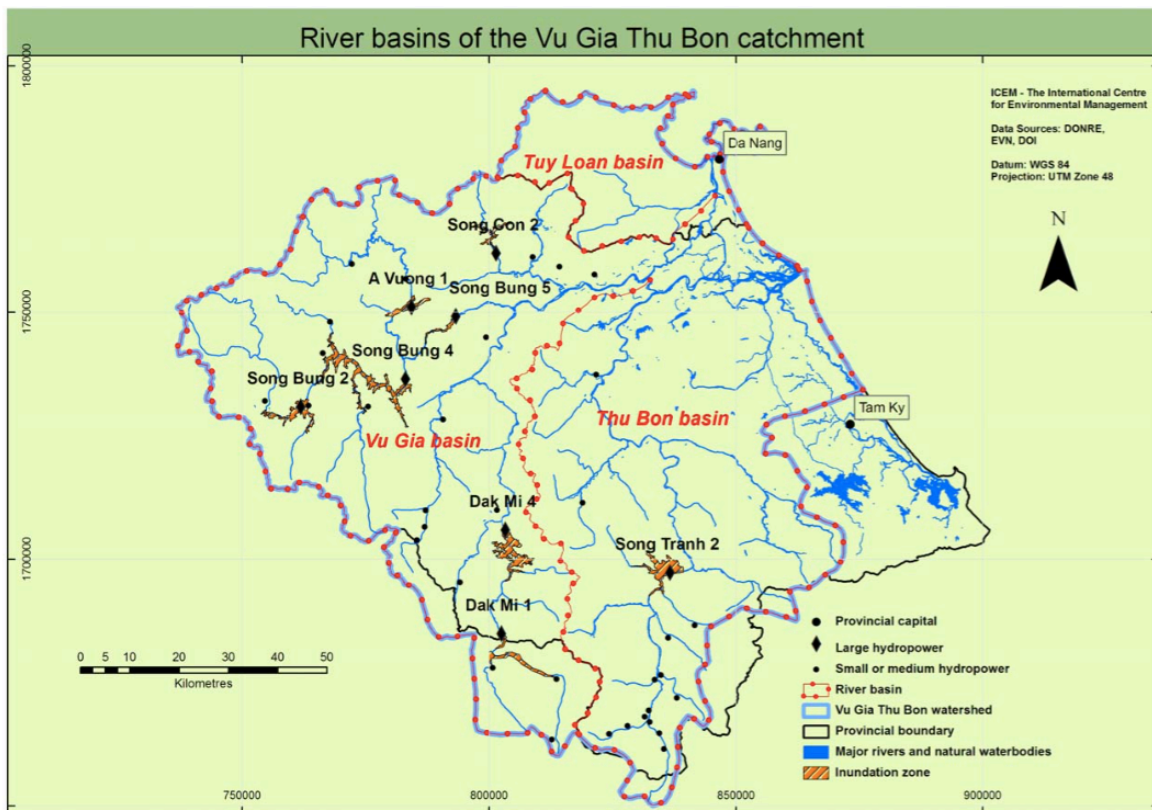 River basins of the Vu Gia Thu Bon catchment
1800000
1750000
1700000
ICEM - The International Centre
for Environmental Management
Data Sources: DONRE,
EVN, DOI
Datum: WGS 84
Projection: UTM Zone 48
N
Da Nang
Tuy Loan basin
Song Con 2
A Vuong 1
Song Bung 5
Song Bung 4
Song Bung 2
Vu Gia basin
Thu Bon basin
Tam Ky
Dak Mi 4
Song Tranh 2
Dak Mi 1
0 5 10 20 30 40 50
Kilometres
Provincial capital
Large hydropower
Small or medium hydropower
River basin
Vu Gia Thu Bon watershed
Provincial boundary
Major rivers and natural waterbodies
Inundation zone
750000 800000 850000 900000